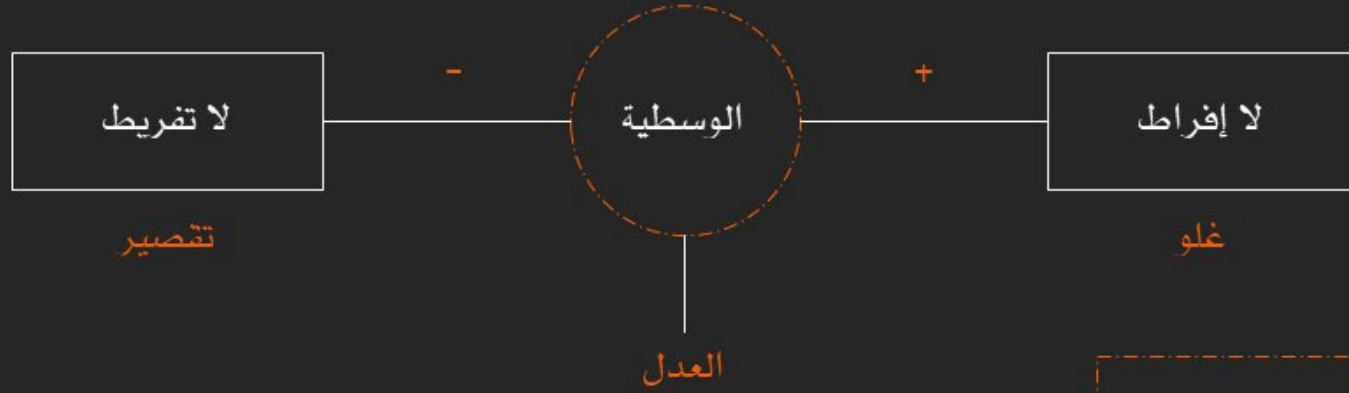 +
-
لا إفراط
الوسطية
لا تفريط
غلو
تقصير
العدل